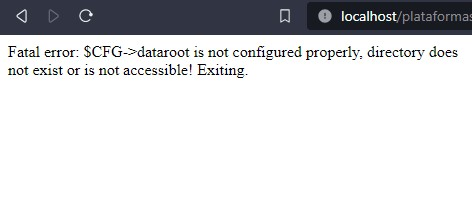 localhost/plataformas
Fatal error: $CFG->dataroot is not configured properly, directory does
not exist or is not accessible! Exiting.